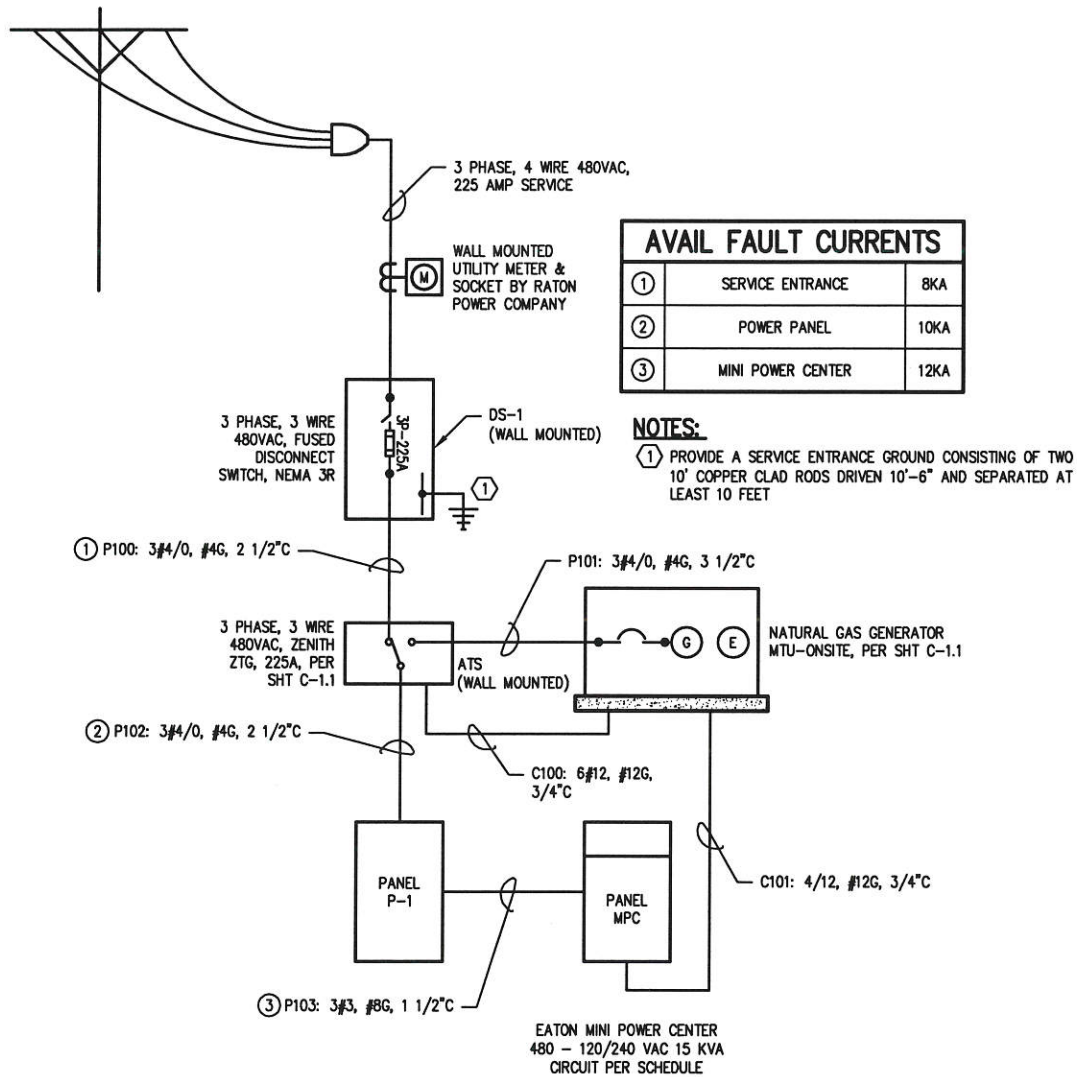 3 PHASE, 4 WIRE 480VAC,
225 AMP SERVICE
WALL MOUNTED
UTILITY METER &
SOCKET BY RATON
POWER COMPANY
M
AVAIL FAULT CURRENTS
1 SERVICE ENTRANCE 8KA
2 POWER PANEL 10KA
3 MINI POWER CENTER 12KA
3 PHASE, 3 WIRE
480VAC, FUSED
DISCONNECT
SWITCH, NEMA 3R
3P-225A
DS-1
(WALL MOUNTED)
1
NOTES:
1 PROVIDE A SERVICE ENTRANCE GROUND CONSISTING OF TWO
10' COPPER CLAD RODS DRIVEN 10'-6" AND SEPARATED AT
LEAST 10 FEET
1 P100: 3#4/0, #4G, 2 1/2"C
P101: 3#4/0, #4G, 3 1/2"C
3 PHASE, 3 WIRE
480VAC, ZENITH
ZTG, 225A, PER
SHT C-1.1
ATS
(WALL MOUNTED)
G
E
NATURAL GAS GENERATOR
MTU-ONSITE, PER SHT C-1.1
2 P102: 3#4/0, #4G, 2 1/2"C
C100: 6#12, #12G,
3/4"C
PANEL
P-1
PANEL
MPC
C101: 4/12, #12G, 3/4"C
3 P103: 3#3, #8G, 1 1/2"C
EATON MINI POWER CENTER
480 - 120/240 VAC 15 KVA
CIRCUIT PER SCHEDULE